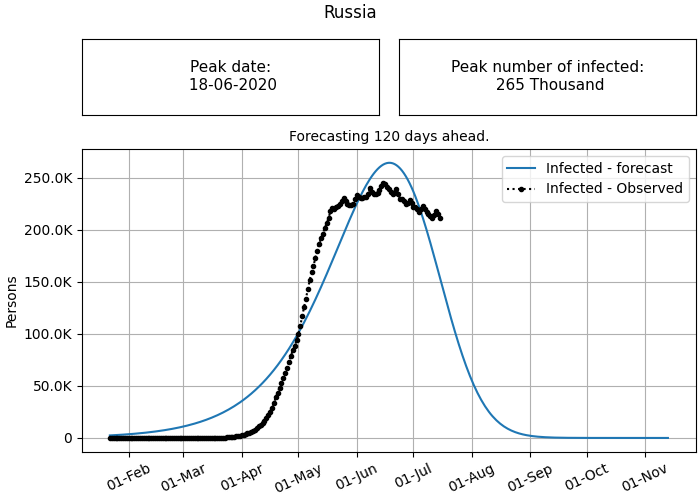 Russia
Peak date:
18-06-2020
Peak number of infected:
265 Thousand
Forecasting 120 days ahead.
Infected - forecast
Infected - Observed
Persons
250.0K
200.0K
150.0K
100.0K
50.0K
0
01-Feb
01-Mar
01-Apr
01-May
01-Jun
01-Jul
01-Aug
01-Sep
01-Oct
01-Nov